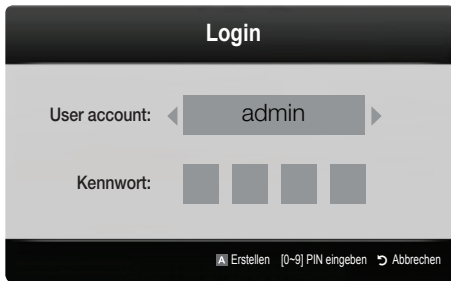 Login
User account: admin
Kennwort:
A Erstellen [0~9] PIN eingeben Abbrechen